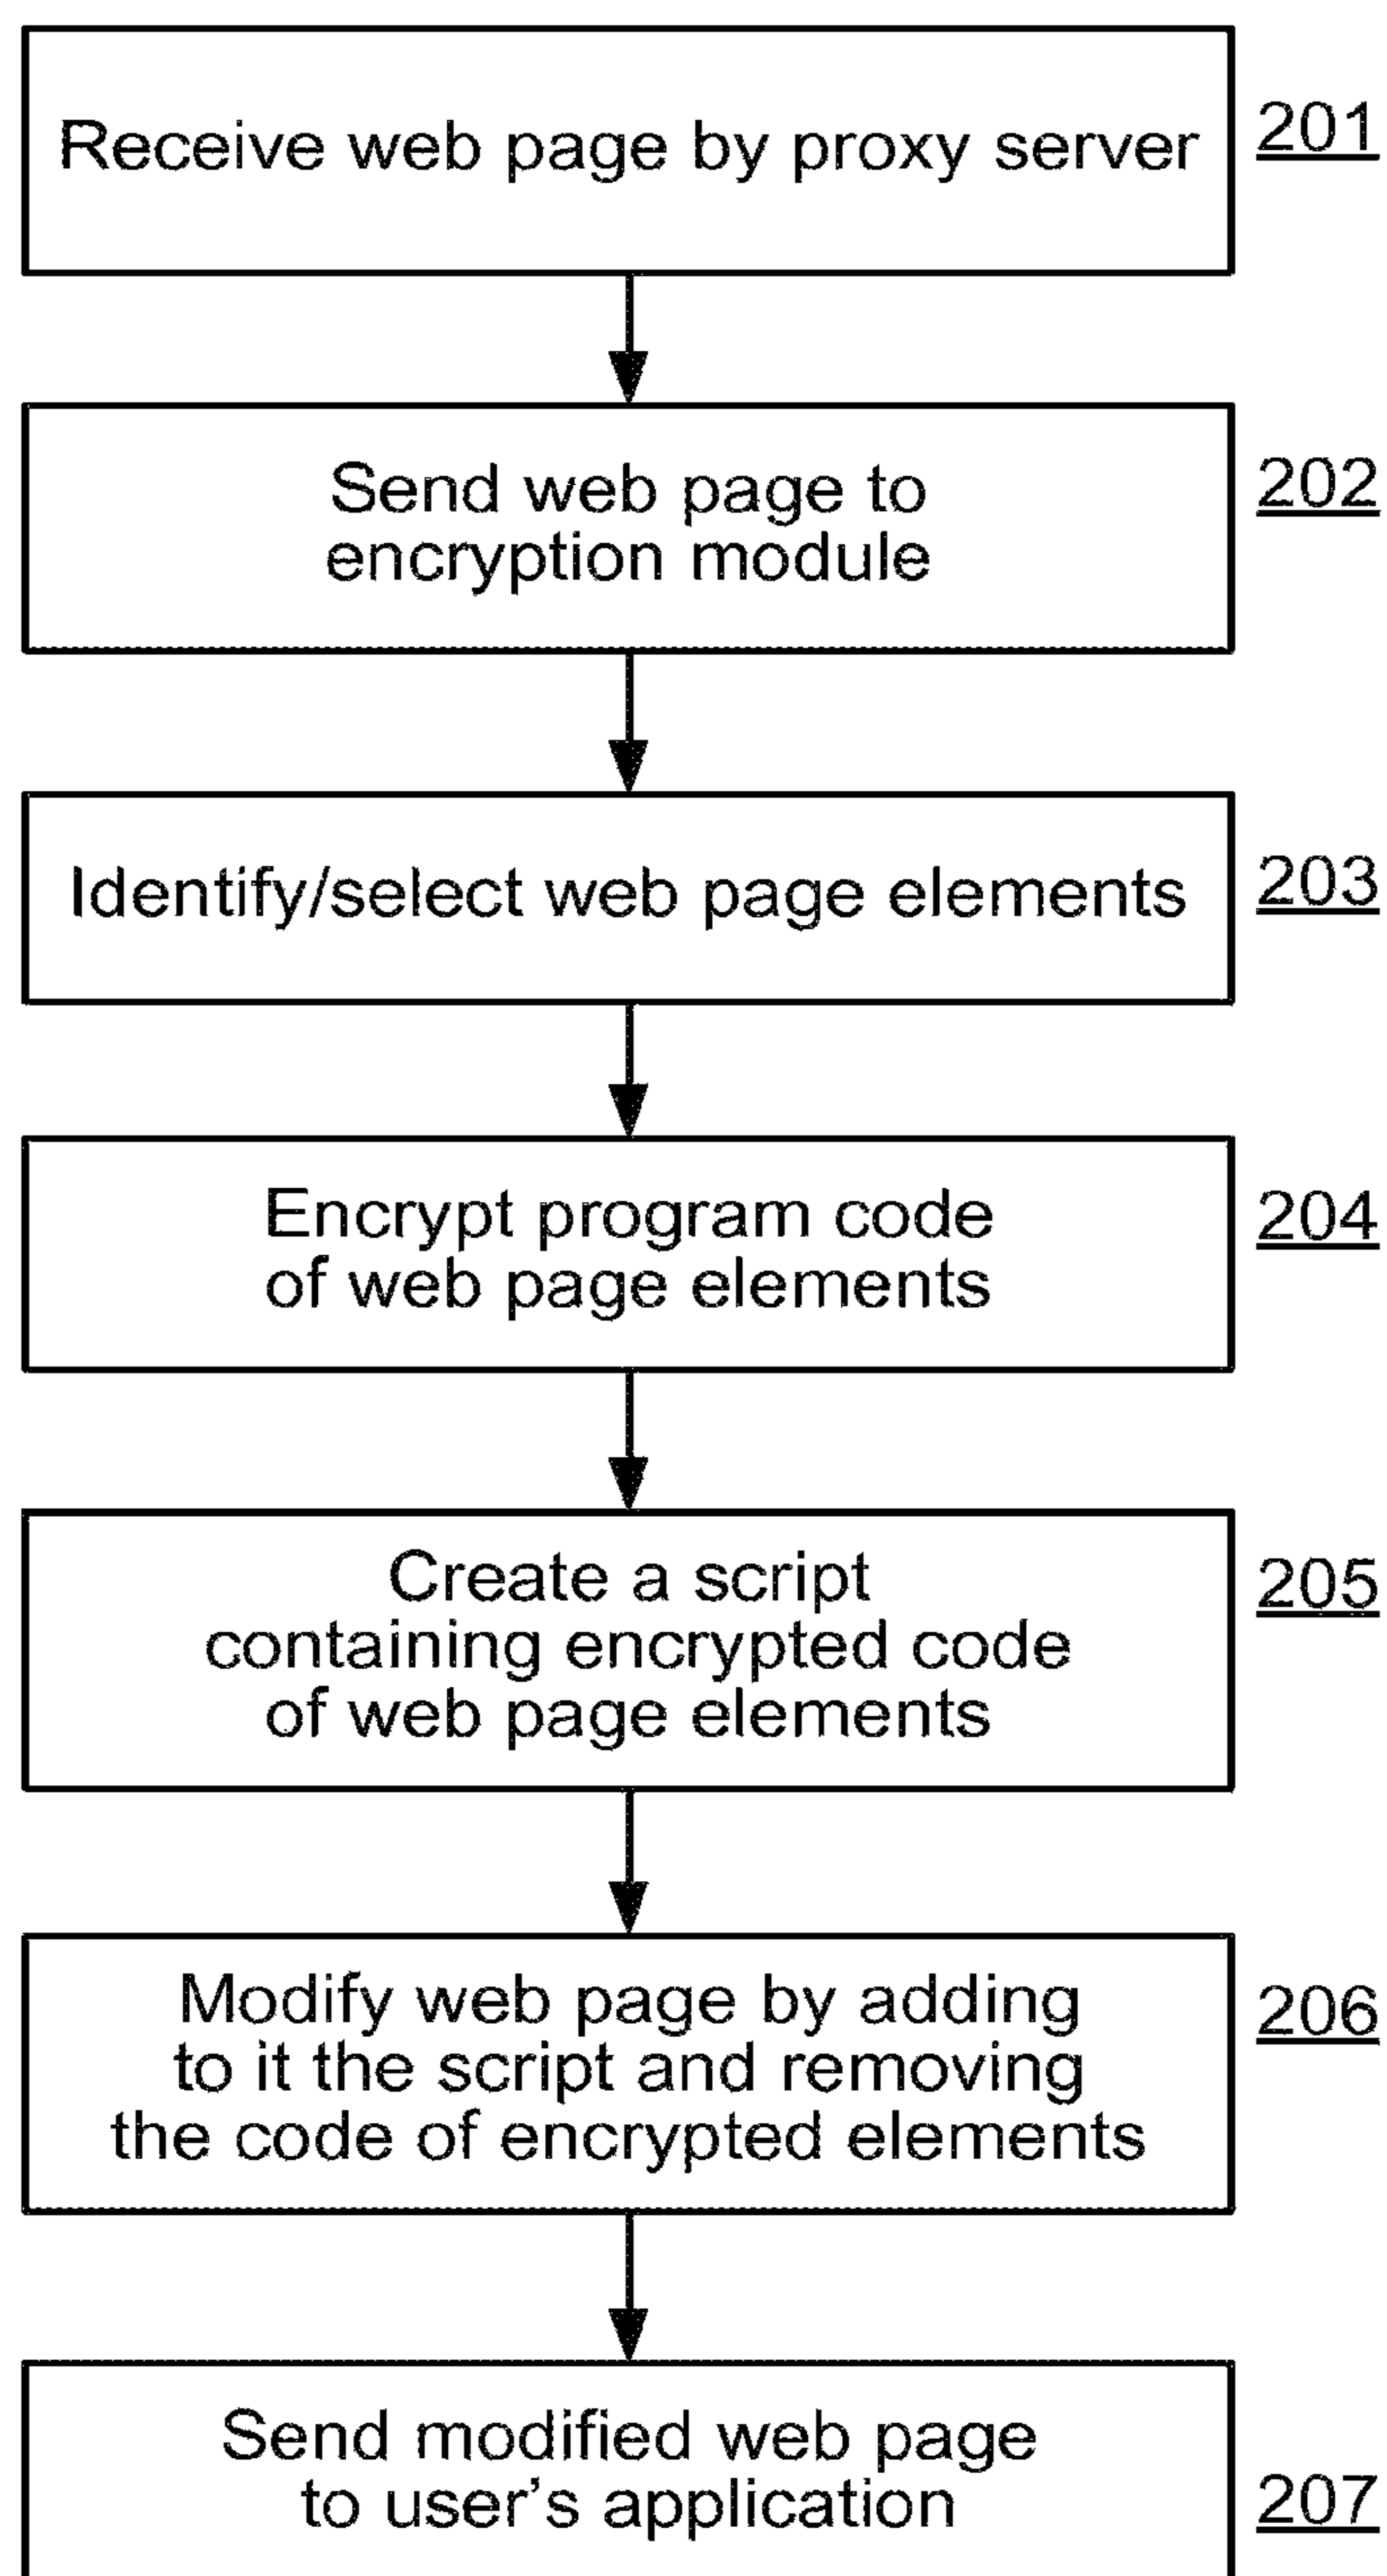 Receive web page by proxy server
201
Send web page to
encryption module
202
Identify/select web page elements
203
Encrypt program code
of web page elements
204
Create a script
containing encrypted code
of web page elements
205
Modify web page by adding
to it the script and removing
the code of encrypted elements
206
Send modified web page
to user’s application
207